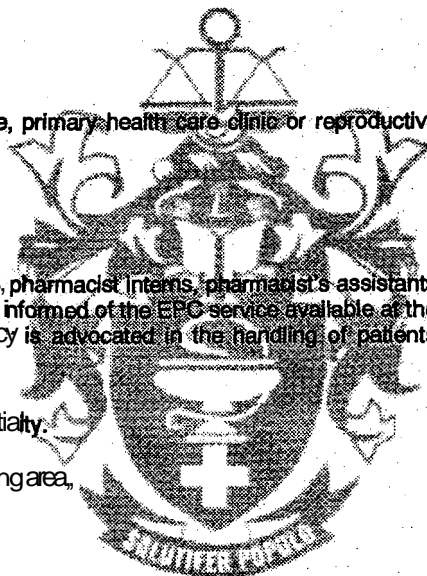 e, primary health care clinic or reproductiv
, pharmacist interns, pharmacist's assistant
informed of the EPC service available at the
cy is advocated in the handling of patients
tialty.
ng area,,
SALUTIFER POPULO